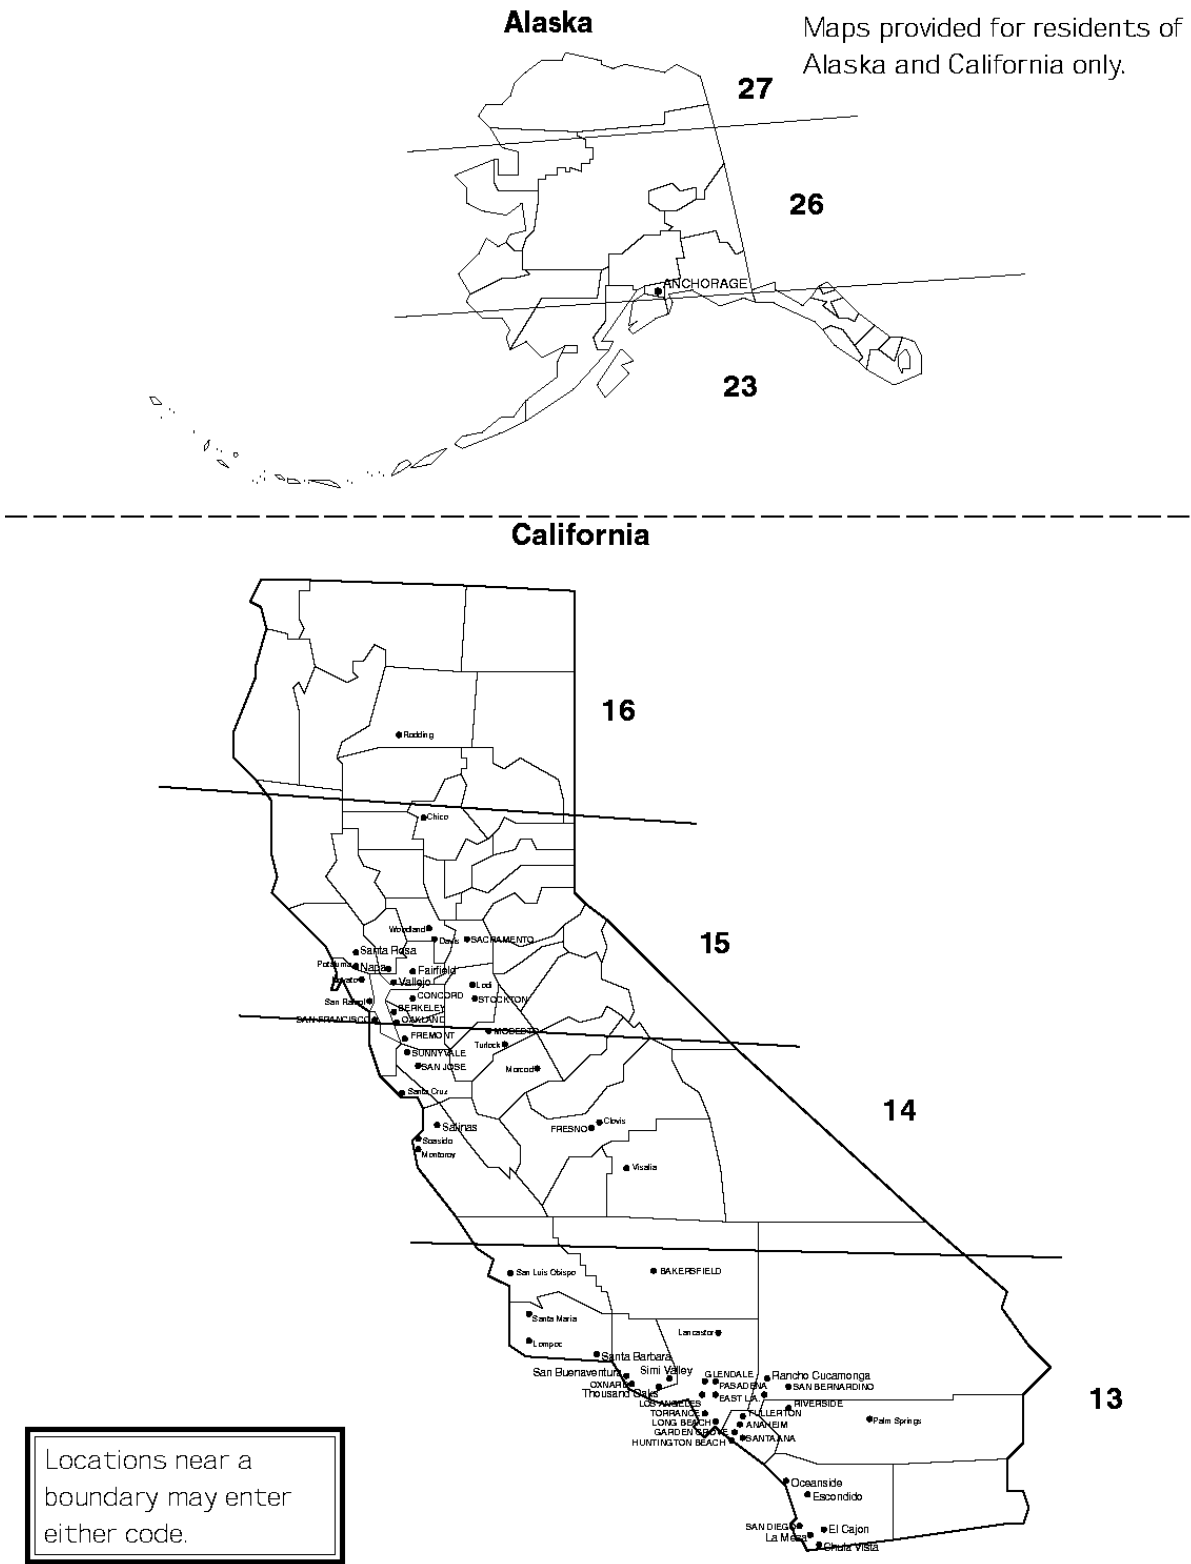 Alaska
Maps provided for residents of
Alaska and California only.
27
26
ANCHORAGE
23
California
16
Redding
Chico
15
Woodland
Davis
SACRAMENTO
Santa Rosa
Petaluma
Napa
Fairfield
Novato
Vallejo
Lodi
CONCORD
STOCKTON
San Rafael
BERKELEY
SAN FRANCISCO
OAKLAND
MODESTO
FREMONT
Turlock
SUNNYVALE
SAN JOSE
Merced
Santa Cruz
14
Salinas
Clovis
FRESNO
Seaside
Monterey
Visalia
San Luis Obispo
BAKERSFIELD
Santa Maria
Lancaster
Lompoc
Santa Barbara
San Buenaventura
Simi Valley
GLENDALE
Rancho Cucamonga
OXNARD
PASADENA
SAN BERNARDINO
Thousand Oaks
EAST L.A.
13
LOS ANGELES
RIVERSIDE
TORRANCE
FULLERTON
Palm Springs
LONG BEACH
ANAHEIM
GARDEN GROVE
SANTA ANA
HUNTINGTON BEACH
Locations near a
boundary may enter
either code.
Oceanside
Escondido
SAN DIEGO
El Cajon
La Mesa
Chula Vista